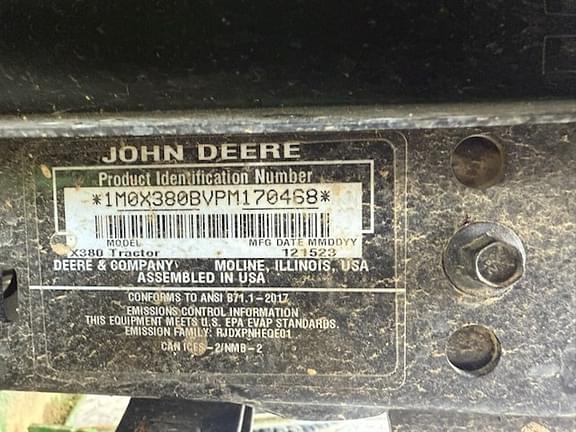 JOHN DEERE
Product Identification Number
*1M0X380BVPM170468*
MODEL MFG DATE MMDDYY
X380 Tractor 121523
DEERE & COMPANY MOLINE, ILLINOIS, USA
ASSEMBLED IN USA
CONFORMS TO ANSI B71.1-2017
EMISSIONS CONTROL INFORMATION
THIS EQUIPMENT MEETS U.S. EPA EVAP STANDARDS.
EMISSION FAMILY: RJDXPNHEQE01
CAN ICES-2/NMB-2